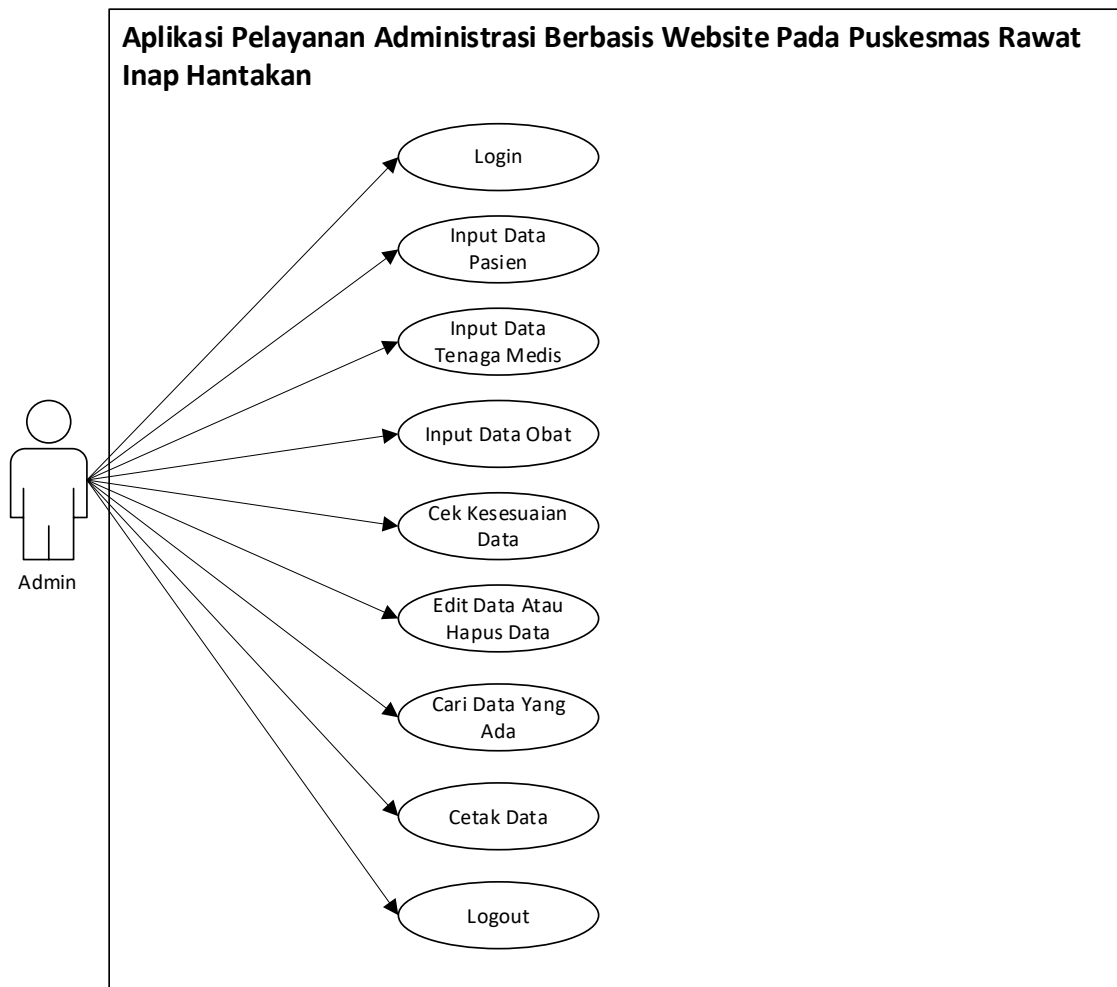 Aplikasi Pelayanan Administrasi Berbasis Website Pada Puskesmas Rawat
Inap Hantakan
Login
Input Data
Pasien
Input Data
Tenaga Medis
Input Data Obat
Cek Kesesuaian
Data
Admin
Edit Data Atau
Hapus Data
Cari Data Yang
Ada
Cetak Data
Logout